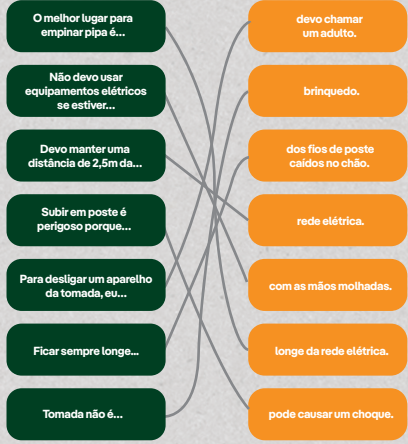 O melhor lugar para
empinar pipa é...
Não devo usar
equipamentos elétricos
se estiver...
Devo manter uma
distância de 2,5m da...
Subir em poste é
perigoso porque...
Para desligar um aparelho
da tomada, eu...
Ficar sempre longe...
Tomada não é...
devo chamar
um adulto.
brinquedo.
dos fios de poste
caídos no chão.
rede elétrica.
com as mãos molhadas.
longe da rede elétrica.
pode causar um choque.